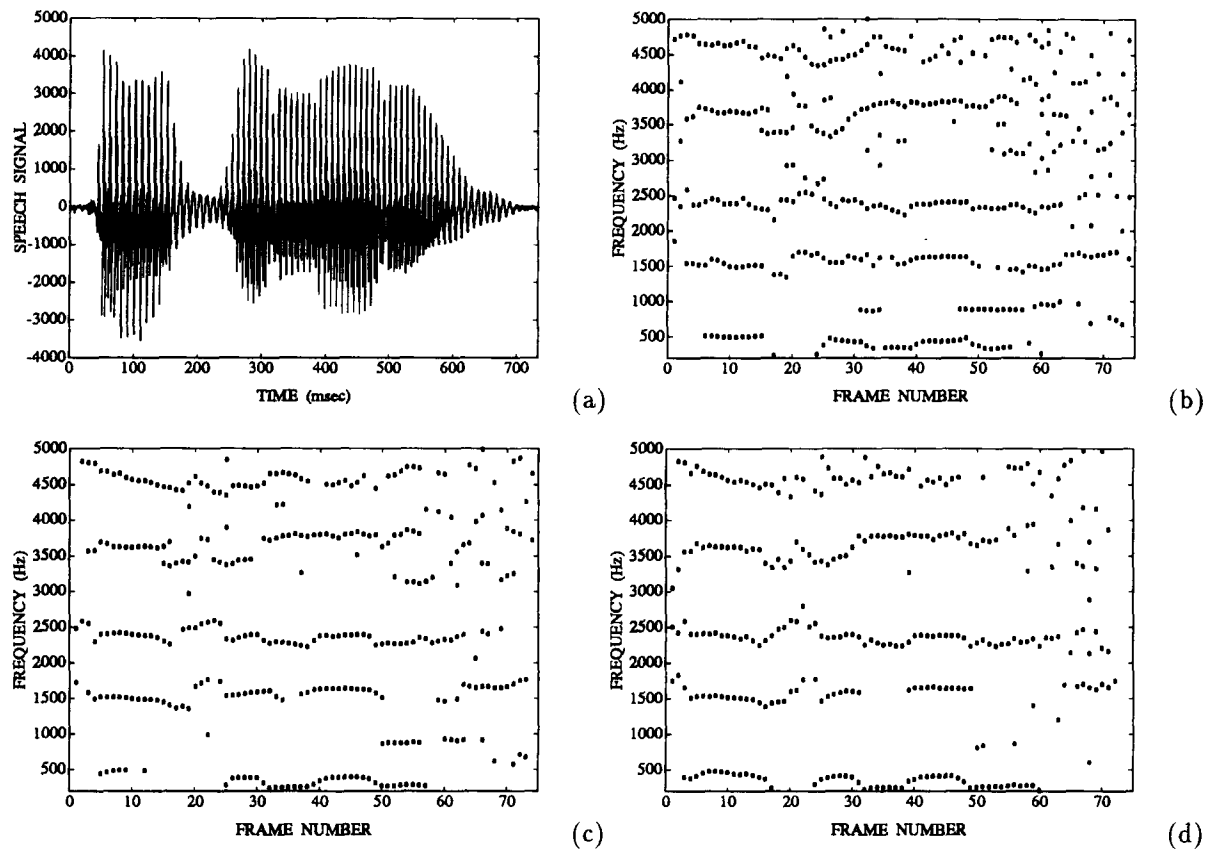 5000
4000
3000
2000
1000
0
-1000
-2000
-3000
-4000
SPEECH SIGNAL
0 100 200 300 400 500 600 700
TIME (msec)
(a)
5000
4500
4000
3500
3000
2500
2000
1500
1000
500
FREQUENCY (Hz)
0 10 20 30 40 50 60 70
FRAME NUMBER
(b)
5000
4500
4000
3500
3000
2500
2000
1500
1000
500
FREQUENCY (Hz)
0 10 20 30 40 50 60 70
FRAME NUMBER
(c)
5000
4500
4000
3500
3000
2500
2000
1500
1000
500
FREQUENCY (Hz)
0 10 20 30 40 50 60 70
FRAME NUMBER
(d)